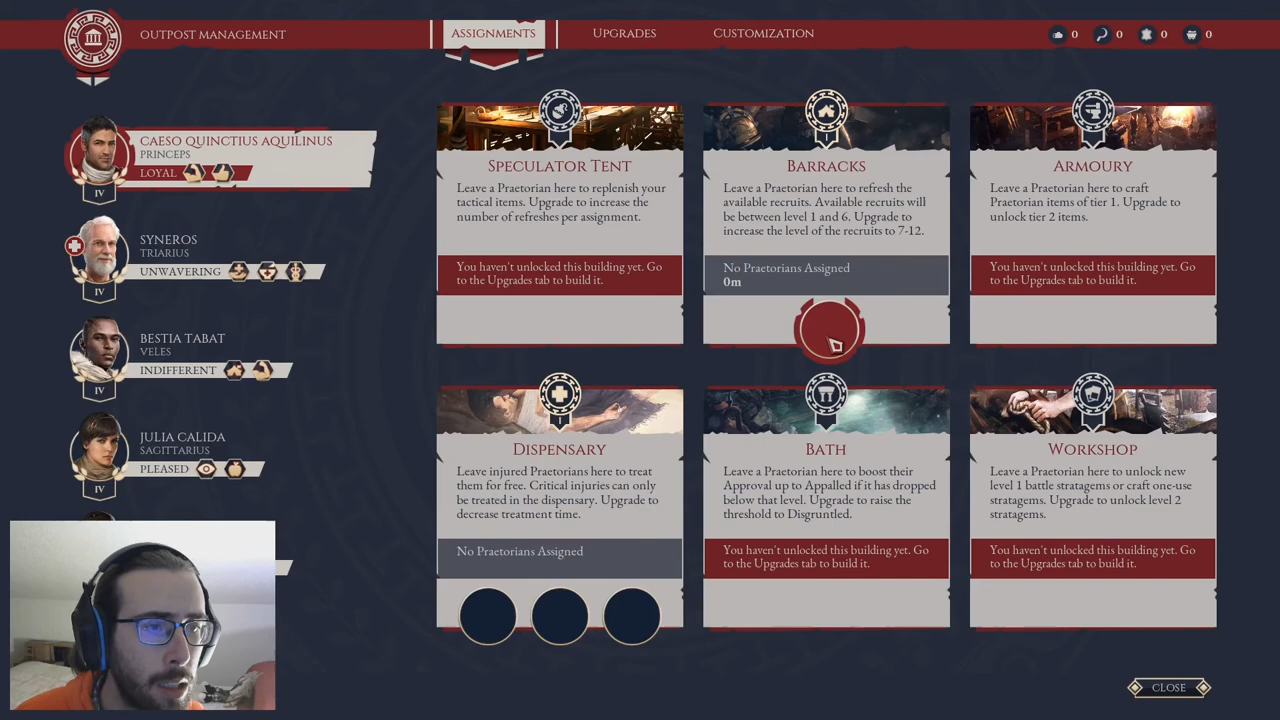 OUTPOST MANAGEMENT
ASSIGNMENTS
UPGRADES
CUSTOMIZATION
0
0
0
0
CAESO QUINCTIUS AQUILINUS
PRINCEPS
LOYAL
IV
SYNEROS
TRIARIUS
UNWAVERING
IV
BESTIA TABAT
VELES
INDIFFERENT
IV
JULIA CALIDA
SAGITTARIUS
PLEASED
IV
SPECULATOR TENT
Leave a Praetorian here to replenish your
tactical items. Upgrade to increase the
number of refreshes per assignment.
You haven't unlocked this building yet. Go
to the Upgrades tab to build it.
I
BARRACKS
Leave a Praetorian here to refresh the
available recruits. Available recruits will
be between level 1 and 6. Upgrade to
increase the level of the recruits to 7-12.
No Praetorians Assigned
0m
ARMOURY
Leave a Praetorian here to craft
Praetorian items of tier 1. Upgrade to
unlock tier 2 items.
You haven't unlocked this building yet. Go
to the Upgrades tab to build it.
I
DISPENSARY
Leave injured Praetorians here to treat
them for free. Critical injuries can only
be treated in the dispensary. Upgrade to
decrease treatment time.
No Praetorians Assigned
BATH
Leave a Praetorian here to boost their
Approval up to Appalled if it has dropped
below that level. Upgrade to raise the
threshold to Disgruntled.
You haven't unlocked this building yet. Go
to the Upgrades tab to build it.
WORKSHOP
Leave a Praetorian here to unlock new
level 1 battle stratagems or craft one-use
stratagems. Upgrade to unlock level 2
stratagems.
You haven't unlocked this building yet. Go
to the Upgrades tab to build it.
CLOSE